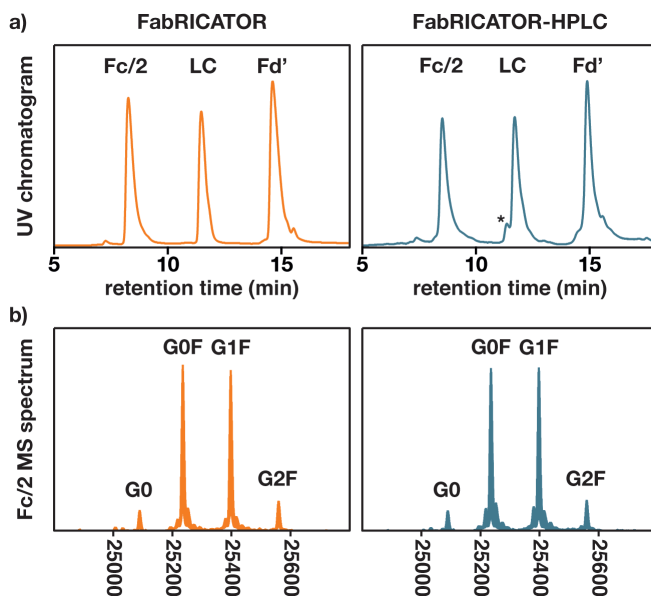 a)
FabRICATOR
FabRICATOR-HPLC
UV chromatogram
Fc/2 LC Fd’
Fc/2 LC Fd’
*
5 10 15
5 10 15
retention time (min)
retention time (min)
b)
Fc/2 MS spectrum
G0 G0F G1F G2F
G0 G0F G1F G2F
25000 25200 25400 25600
25000 25200 25400 25600